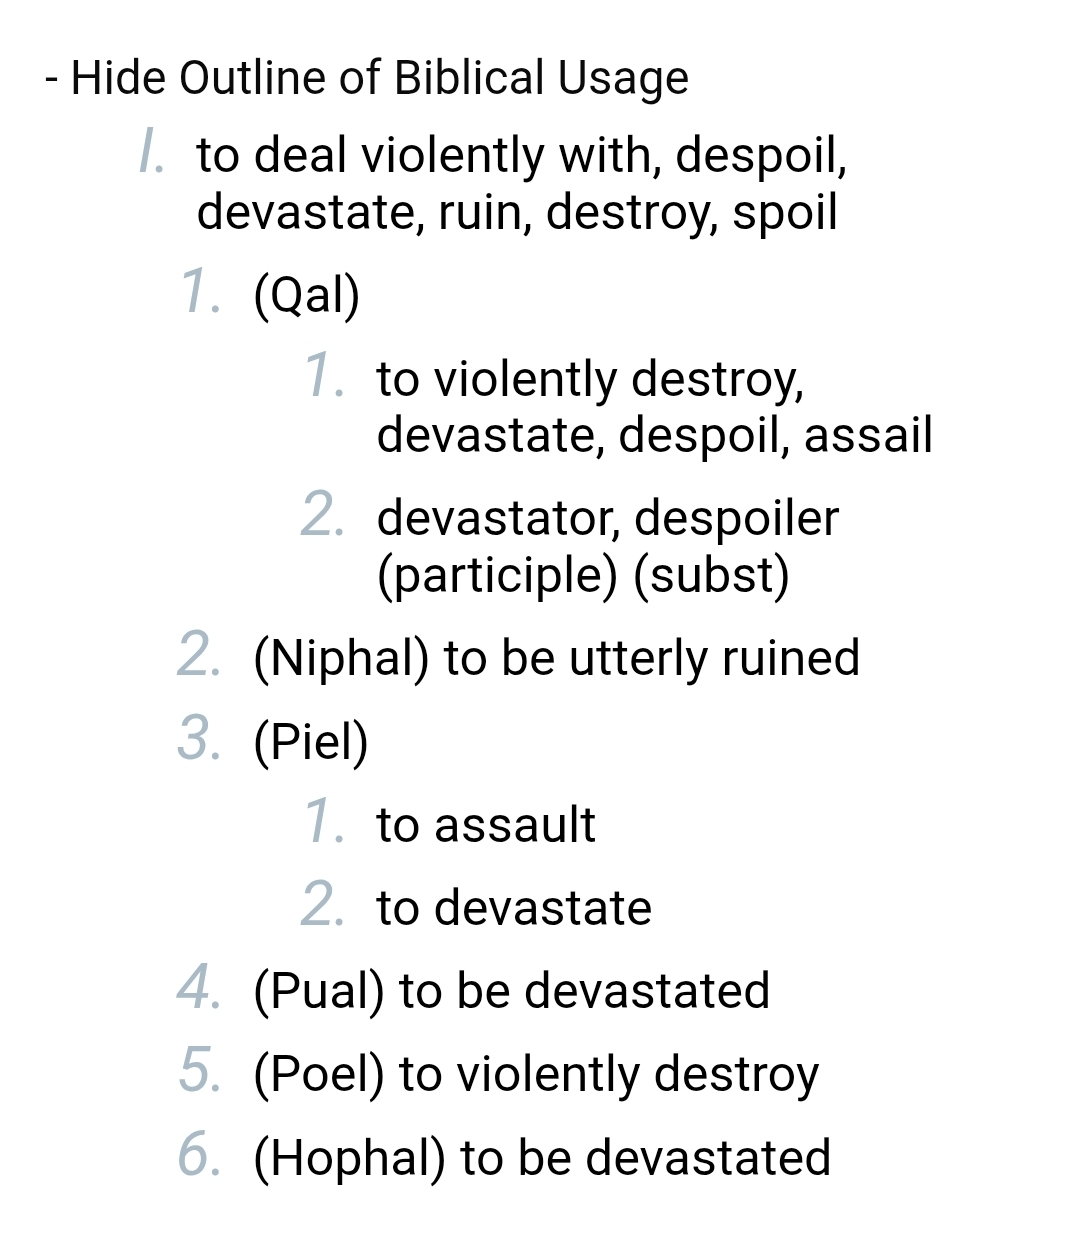 - Hide Outline of Biblical Usage
I. to deal violently with, despoil,
devastate, ruin, destroy, spoil
1. (Qal)
1. to violently destroy,
devastate, despoil, assail
2. devastator, despoiler
(participle) (subst)
2. (Niphal) to be utterly ruined
3. (Piel)
1. to assault
2. to devastate
4. (Pual) to be devastated
5. (Poel) to violently destroy
6. (Hophal) to be devastated